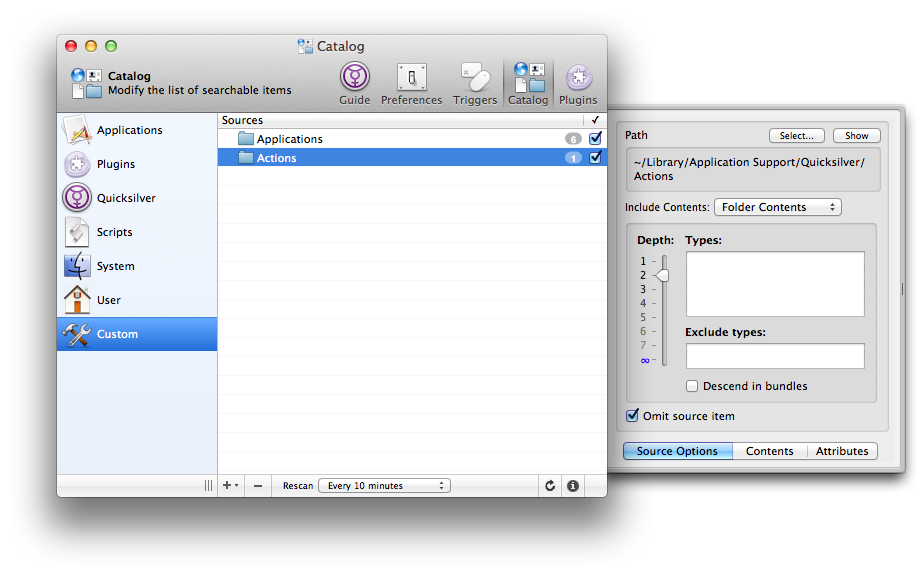 Catalog
Catalog
Modify the list of searchable items
Guide
Preferences
Triggers
Catalog
Plugins
Applications
Plugins
Quicksilver
Scripts
System
User
Custom
Sources ✓
Applications 6
Actions 1
Rescan Every 10 minutes
Path Select... Show
~/Library/Application Support/Quicksilver/
Actions
Include Contents: Folder Contents
Depth: Types:
1
2
3
4
5
6
7
∞
Exclude types:
Descend in bundles
Omit source item
Source Options Contents Attributes